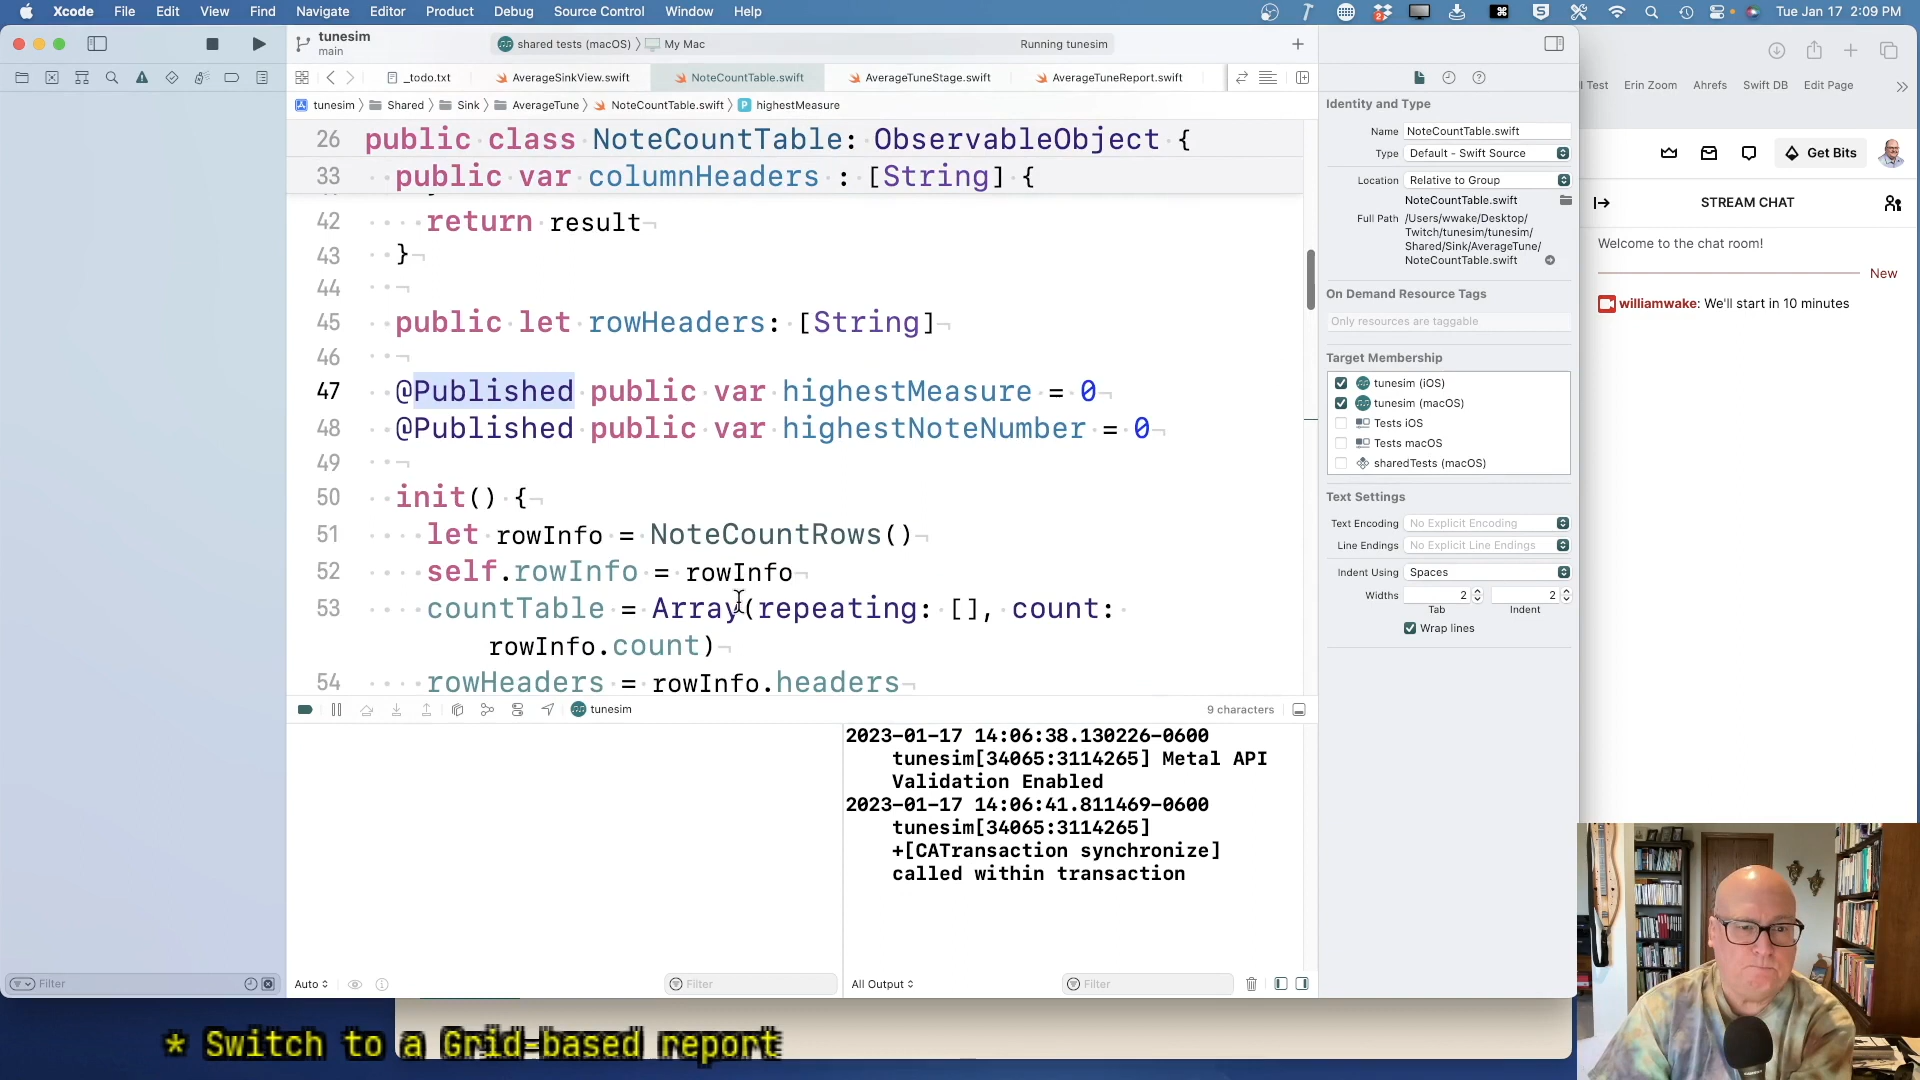 Xcode File Edit View Find Navigate Editor Product Debug Source Control Window Help Tue Jan 17 2:09 PM
tunesim
main
shared tests (macOS) My Mac
Running tunesim
_todo.txt AverageSinkView.swift NoteCountTable.swift AverageTuneStage.swift AverageTuneReport.swift
tunesim Shared Sink AverageTune NoteCountTable.swift P highestMeasure
26 public class NoteCountTable: ObservableObject {
33 public var columnHeaders : [String] {
42 return result
43 }
44
45 public let rowHeaders: [String]
46
47 @Published public var highestMeasure = 0
48 @Published public var highestNoteNumber = 0
49
50 init() {
51 let rowInfo = NoteCountRows()
52 self.rowInfo = rowInfo
53 countTable = Array(repeating: [], count:
rowInfo.count)
54 rowHeaders = rowInfo.headers
tunesim
9 characters
2023-01-17 14:06:38.130226-0600
tunesim[34065:3114265] Metal API
Validation Enabled
2023-01-17 14:06:41.811469-0600
tunesim[34065:3114265]
+[CATransaction synchronize]
called within transaction
Filter
Auto
Filter
All Output
Filter
Identity and Type
Name NoteCountTable.swift
Type Default - Swift Source
Location Relative to Group
NoteCountTable.swift
Full Path /Users/wwake/Desktop/
Twitch/tunesim/tunesim/
Shared/Sink/AverageTune/
NoteCountTable.swift
On Demand Resource Tags
Only resources are taggable
Target Membership
tunesim (iOS)
tunesim (macOS)
Tests iOS
Tests macOS
sharedTests (macOS)
Text Settings
Text Encoding No Explicit Encoding
Line Endings No Explicit Line Endings
Indent Using Spaces
Widths 2 2
Tab Indent
Wrap lines
Test Erin Zoom Ahrefs Swift DB Edit Page
Get Bits
STREAM CHAT
Welcome to the chat room!
New
williamwake: We'll start in 10 minutes
* Switch to a Grid-based report